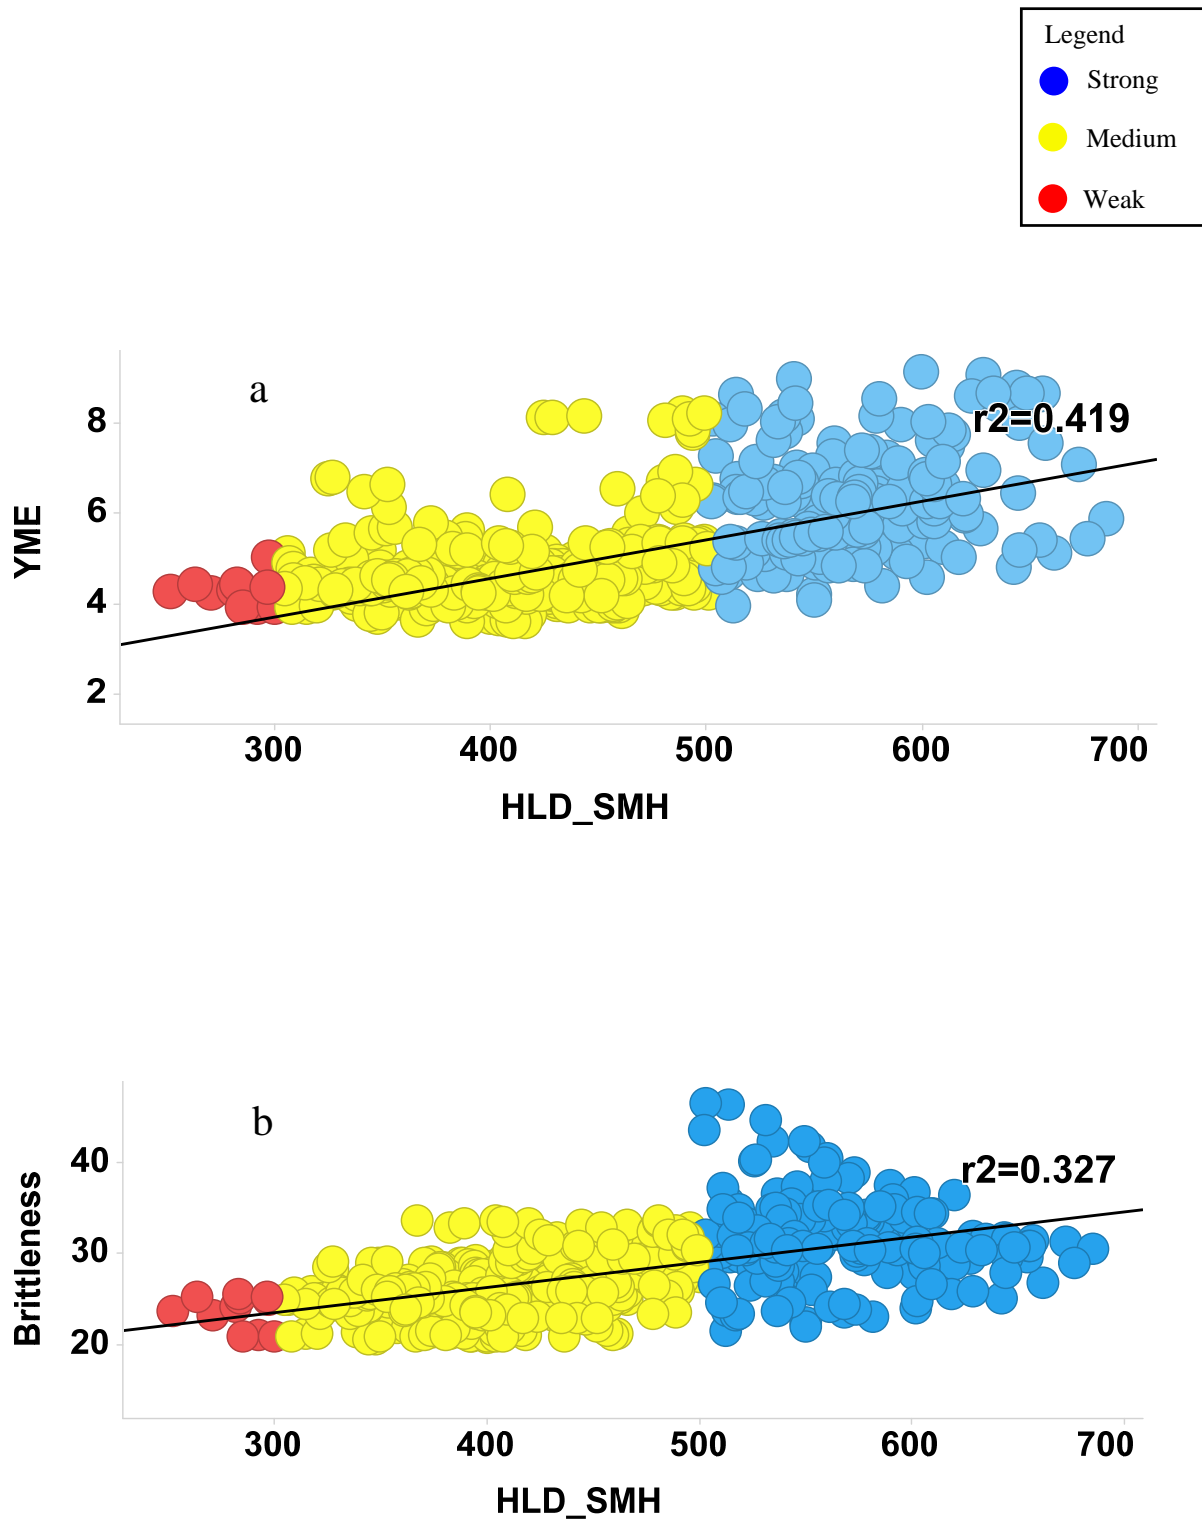 Legend
Strong
Medium
Weak
a
r2=0.419
YME
8
6
4
2
300 400 500 600 700
HLD_SMH
b
r2=0.327
Brittleness
40
30
20
300 400 500 600 700
HLD_SMH